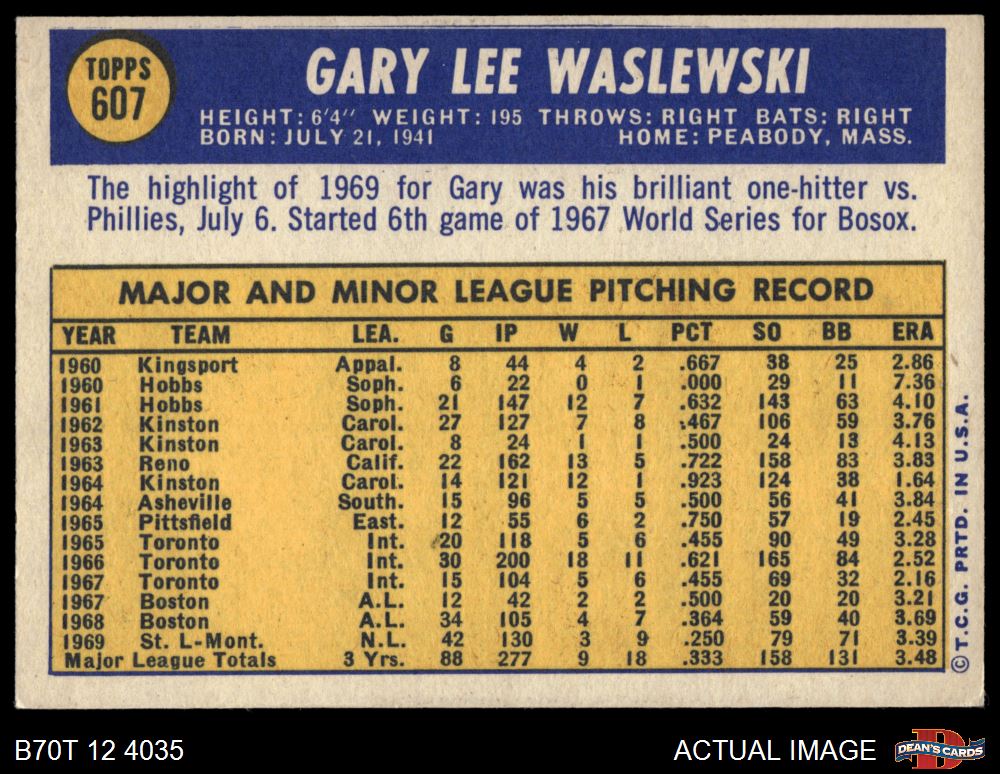 TOPPS
607
GARY LEE WASLEWSKI
HEIGHT: 6'4" WEIGHT: 195 THROWS: RIGHT BATS: RIGHT
BORN: JULY 21, 1941 HOME: PEABODY, MASS.
The highlight of 1969 for Gary was his brilliant one-hitter vs.
Phillies, July 6. Started 6th game of 1967 World Series for Bosox.
MAJOR AND MINOR LEAGUE PITCHING RECORD
YEAR TEAM LEA. G IP W L PCT SO BB ERA
1960 Kingsport Appal. 8 44 4 2 .667 38 25 2.86
1960 Hobbs Soph. 6 22 0 1 .000 29 11 7.36
1961 Hobbs Soph. 21 147 12 7 .632 143 63 4.10
1962 Kinston Carol. 27 127 7 8 .467 106 59 3.76
1963 Kinston Carol. 8 24 1 1 .500 24 13 4.13
1963 Reno Calif. 22 162 13 5 .722 158 83 3.83
1964 Kinston Carol. 14 121 12 1 .923 124 38 1.64
1964 Asheville South. 15 96 5 5 .500 56 41 3.84
1965 Pittsfield East. 12 55 6 2 .750 57 19 2.45
1965 Toronto Int. 20 118 5 6 .455 90 49 3.28
1966 Toronto Int. 30 200 18 11 .621 165 84 2.52
1967 Toronto Int. 15 104 5 6 .455 69 32 2.16
1967 Boston A.L. 12 42 2 2 .500 20 20 3.21
1968 Boston A.L. 34 105 4 7 .364 59 40 3.69
1969 St. L-Mont. N.L. 42 130 3 9 .250 79 71 3.39
Major League Totals 3 Yrs. 88 277 9 18 .333 158 131 3.48
© T.C.G. PRTD. IN U.S.A.
B70T 12 4035
ACTUAL IMAGE
D
DEAN'S CARDS